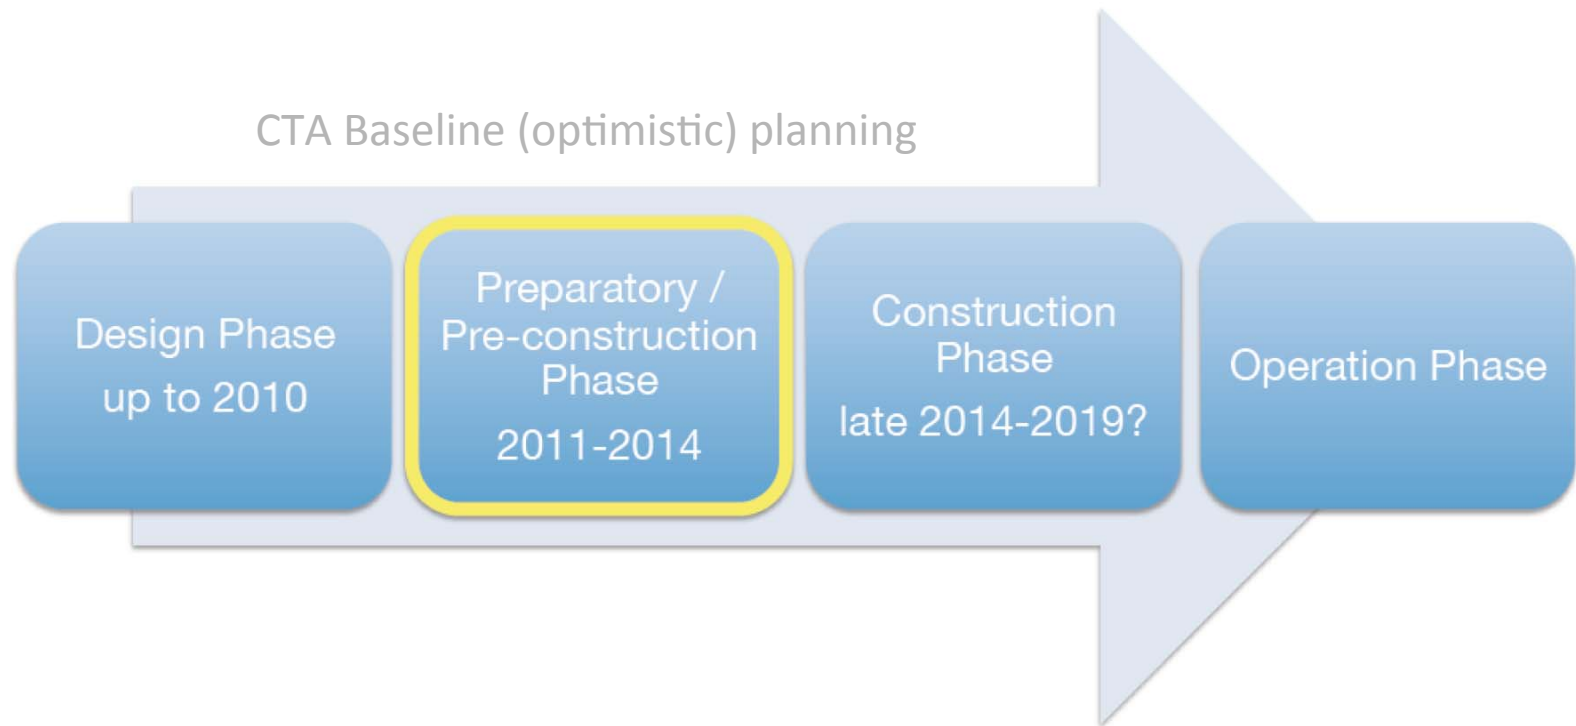 CTA Baseline (optimistic) planning
Design Phase
up to 2010
Preparatory /
Pre-construction
Phase
2011-2014
Construction
Phase
late 2014-2019?
Operation Phase